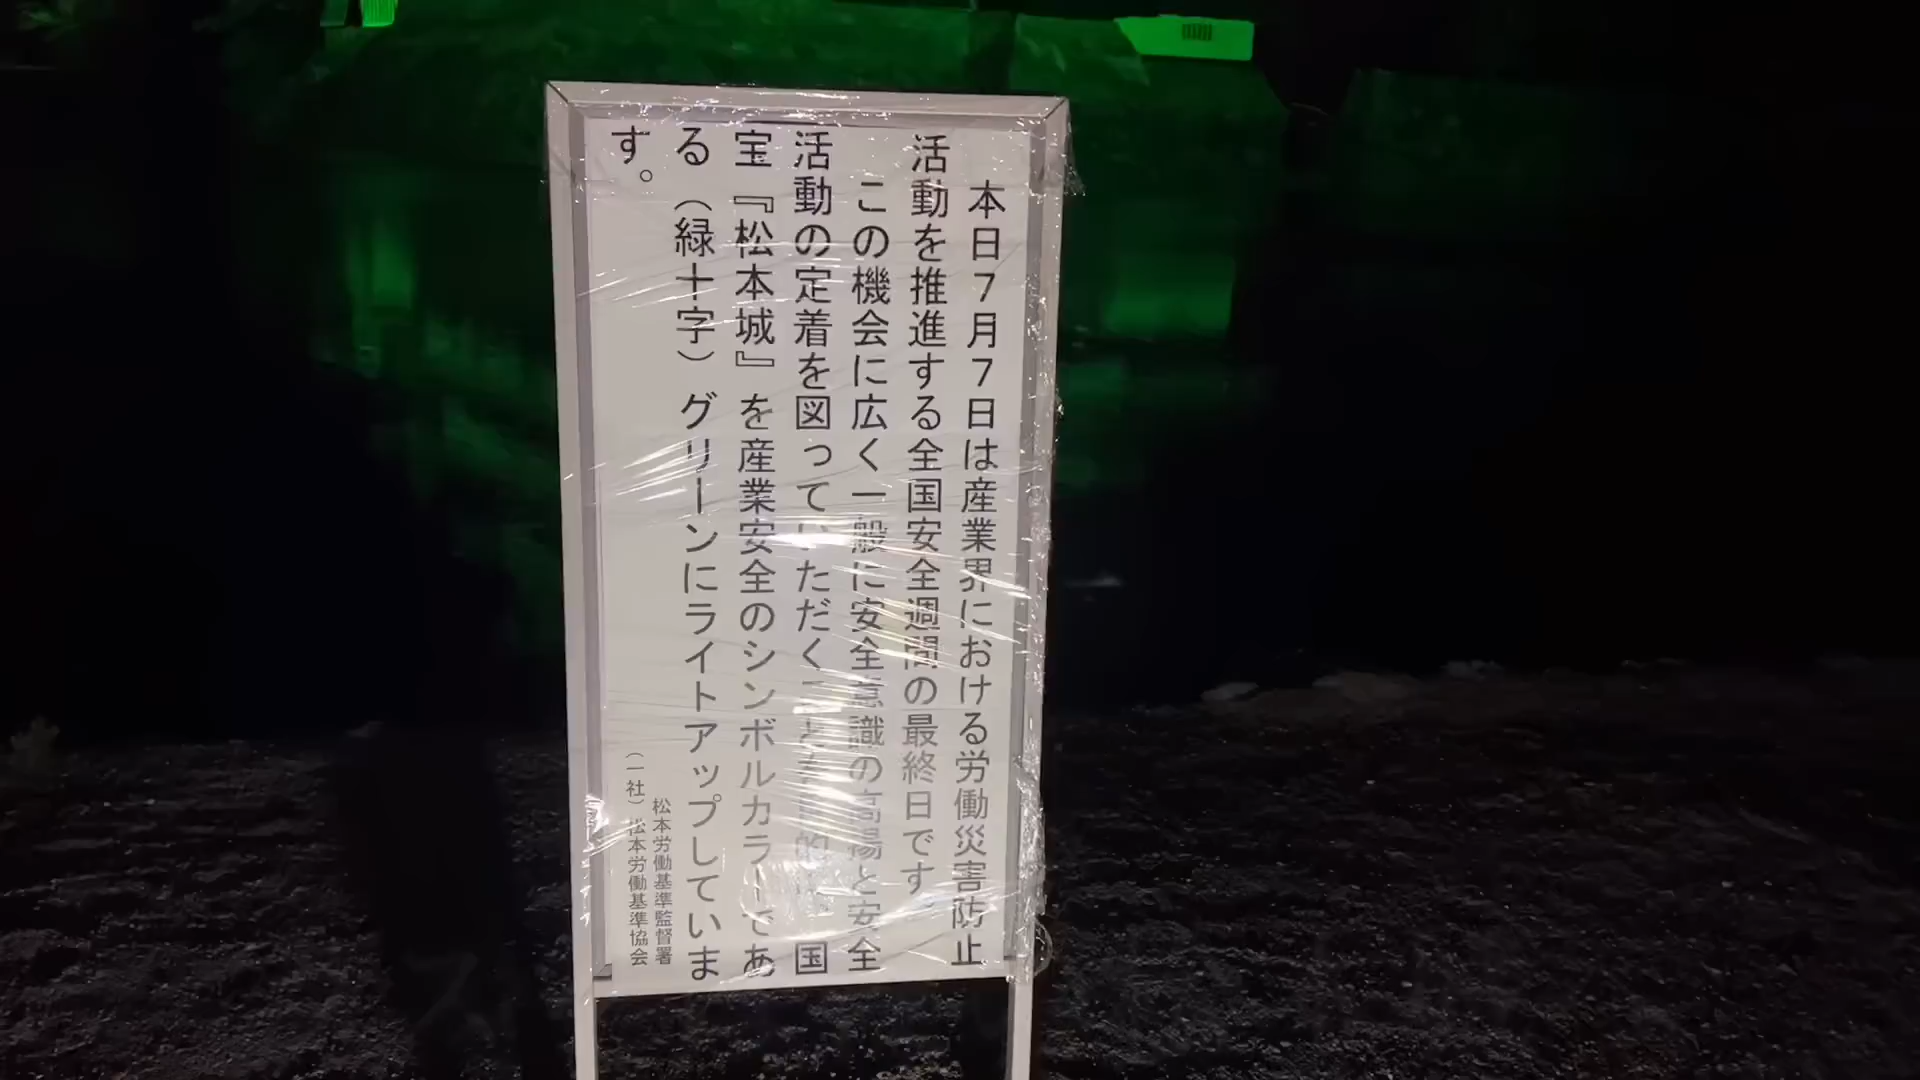 本日７月７日は産業界における労働災害防止
活動を推進する全国安全週間の最終日です
この機会に広く一般に安全意識の高揚と安全
活動の定着を図っていただくことを目的に、国
宝『松本城』を産業安全のシンボルカラーであ
る（緑十字）グリーンにライトアップしていま
す。
松本労働基準監督署
（一社）松本労働基準協会